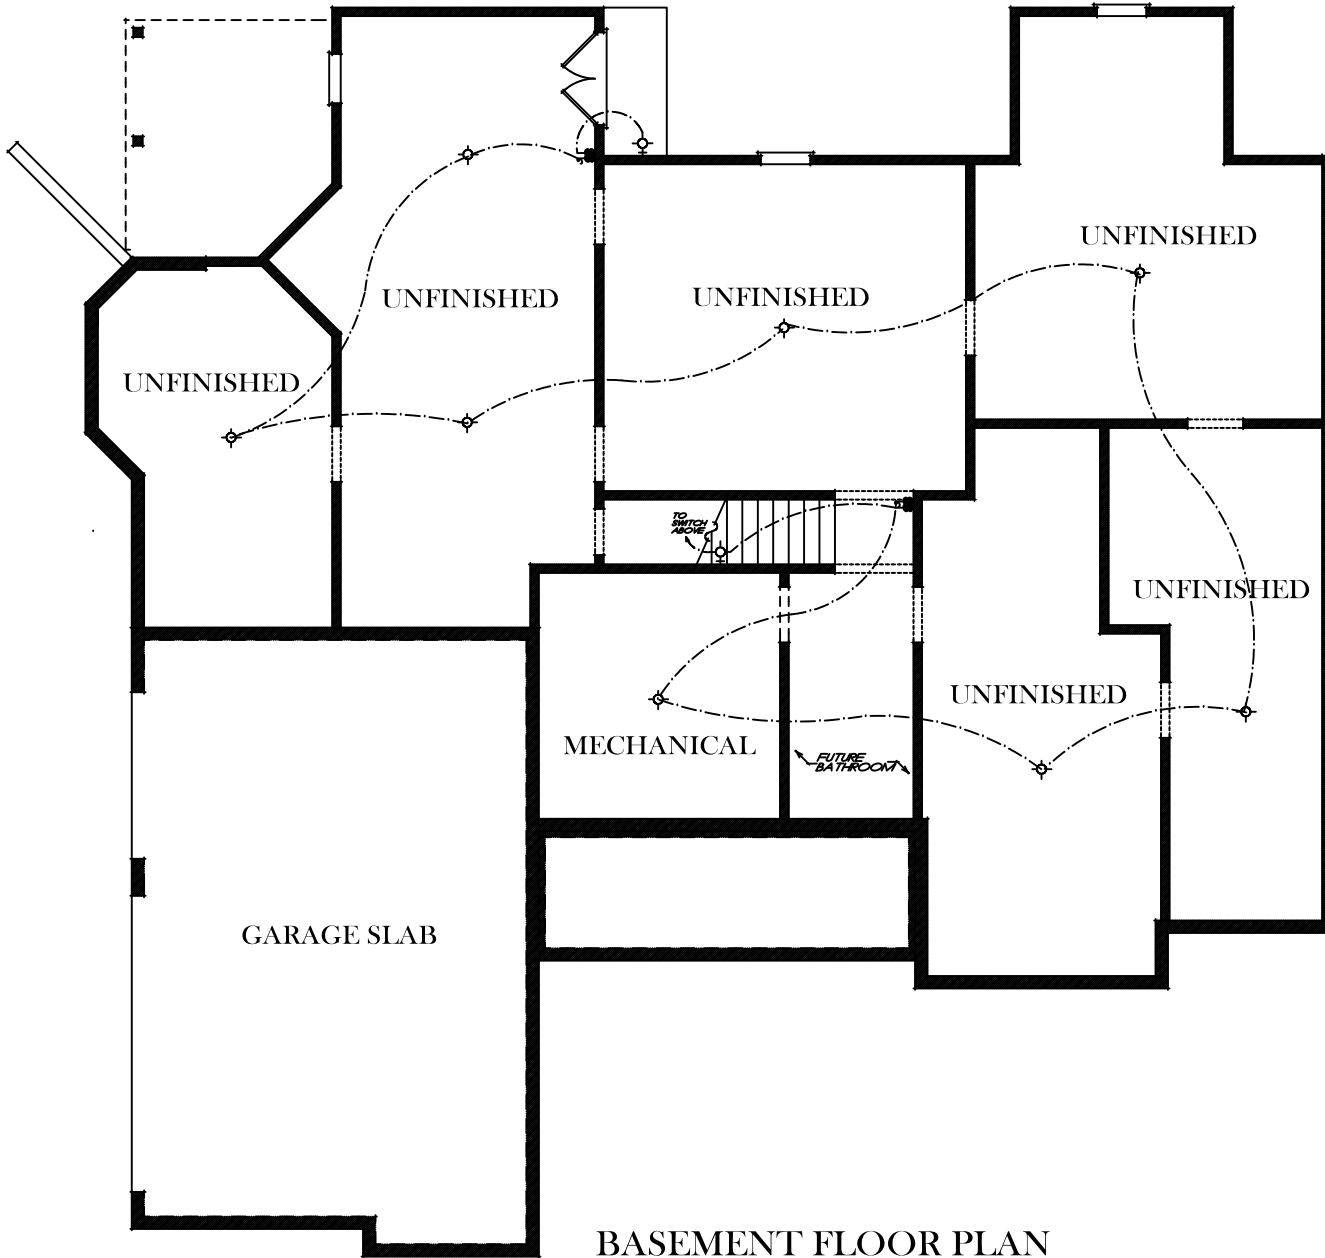 UNFINISHED
UNFINISHED
UNFINISHED
UNFINISHED
TO
SWITCH
ABOVE
UNFINISHED
UNFINISHED
MECHANICAL
FUTURE
BATHROOM
GARAGE SLAB
BASEMENT FLOOR PLAN